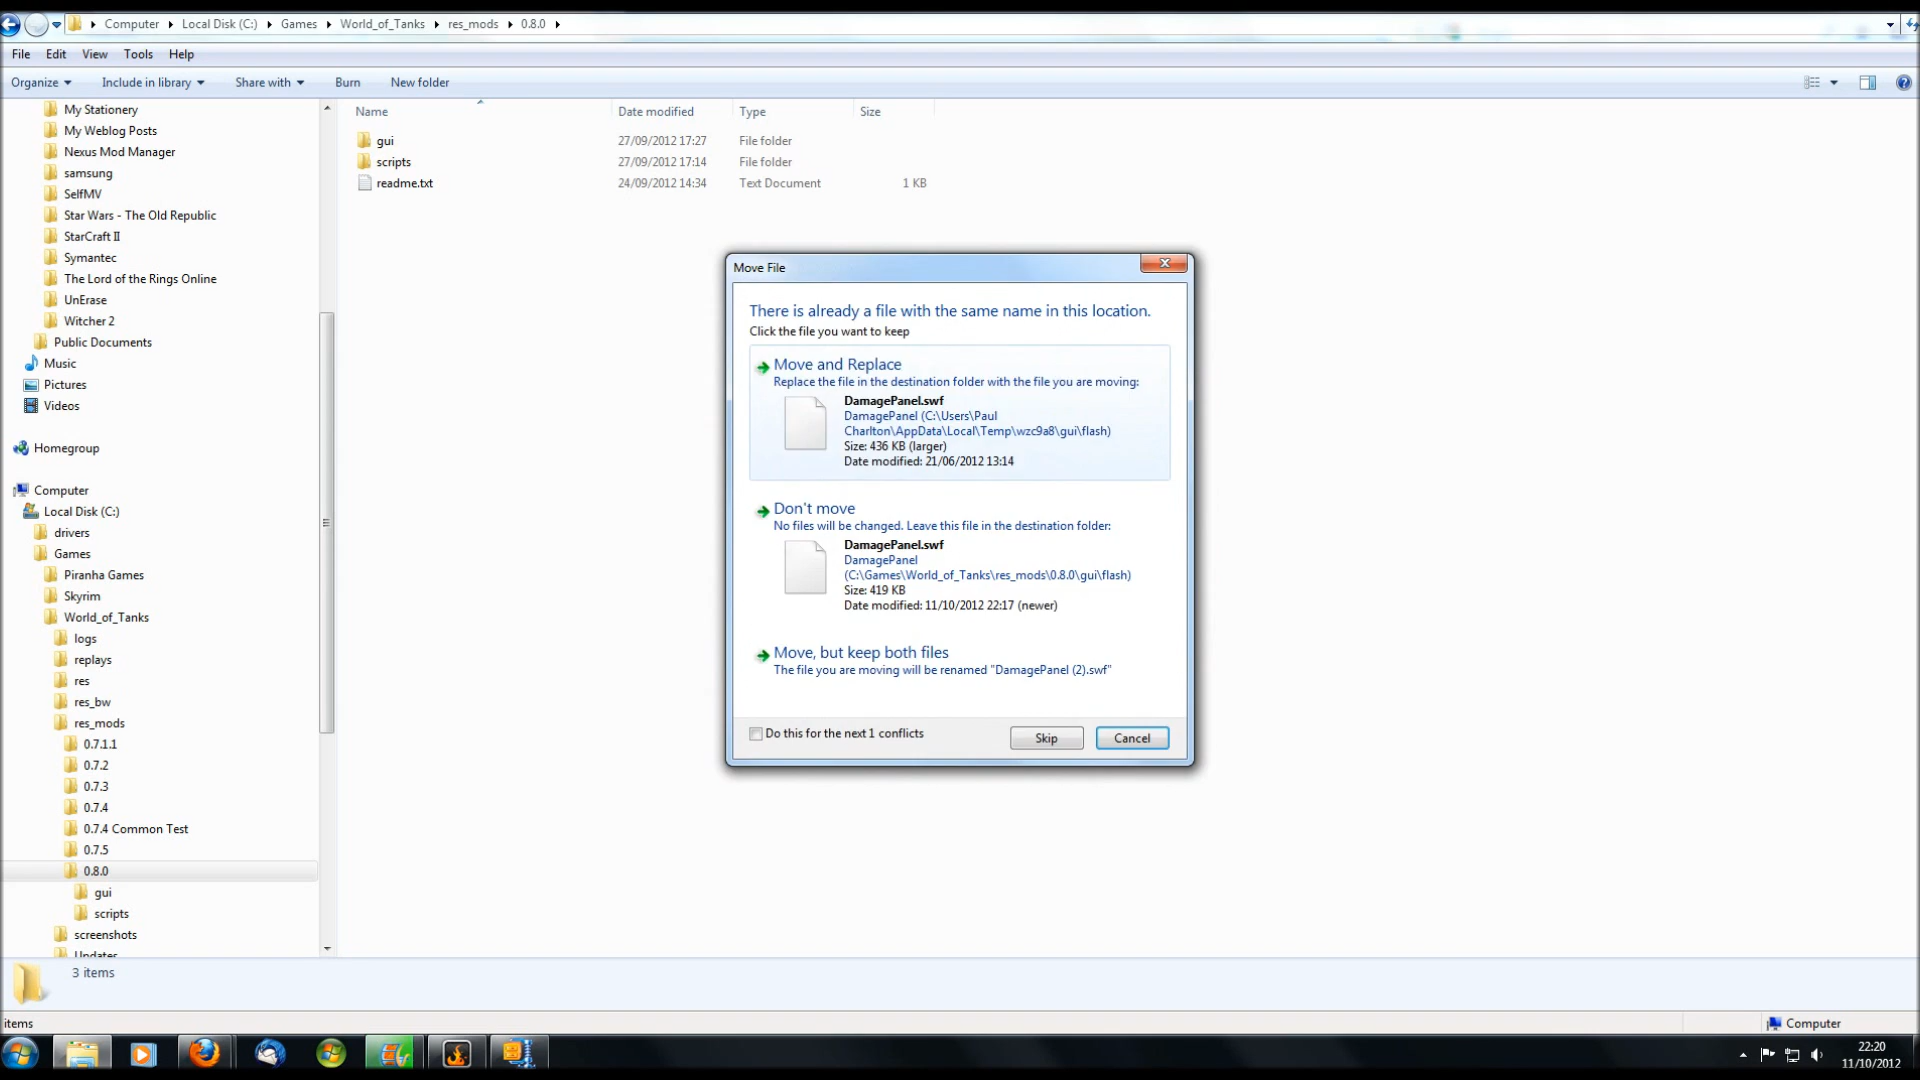 Computer Local Disk (C:) Games World_of_Tanks res_mods 0.8.0
File Edit View Tools Help
Organize Include in library Share with Burn New folder
My Stationery
My Weblog Posts
Nexus Mod Manager
samsung
SelfMV
Star Wars - The Old Republic
StarCraft II
Symantec
The Lord of the Rings Online
UnErase
Witcher 2
Public Documents
Music
Pictures
Videos
Homegroup
Computer
Local Disk (C:)
drivers
Games
Piranha Games
Skyrim
World_of_Tanks
logs
replays
res
res_bw
res_mods
0.7.1.1
0.7.2
0.7.3
0.7.4
0.7.4 Common Test
0.7.5
0.8.0
gui
scripts
screenshots
Updates
Name Date modified Type Size
gui 27/09/2012 17:27 File folder
scripts 27/09/2012 17:14 File folder
readme.txt 24/09/2012 14:34 Text Document 1 KB
Move File
There is already a file with the same name in this location.
Click the file you want to keep
Move and Replace
Replace the file in the destination folder with the file you are moving:
DamagePanel.swf
DamagePanel (C:\Users\Paul
Charlton\AppData\Local\Temp\wzc9a8\gui\flash)
Size: 436 KB (larger)
Date modified: 21/06/2012 13:14
Don't move
No files will be changed. Leave this file in the destination folder:
DamagePanel.swf
DamagePanel
(C:\Games\World_of_Tanks\res_mods\0.8.0\gui\flash)
Size: 419 KB
Date modified: 11/10/2012 22:17 (newer)
Move, but keep both files
The file you are moving will be renamed "DamagePanel (2).swf"
Do this for the next 1 conflicts
Skip Cancel
3 items
items
Computer
22:20
11/10/2012